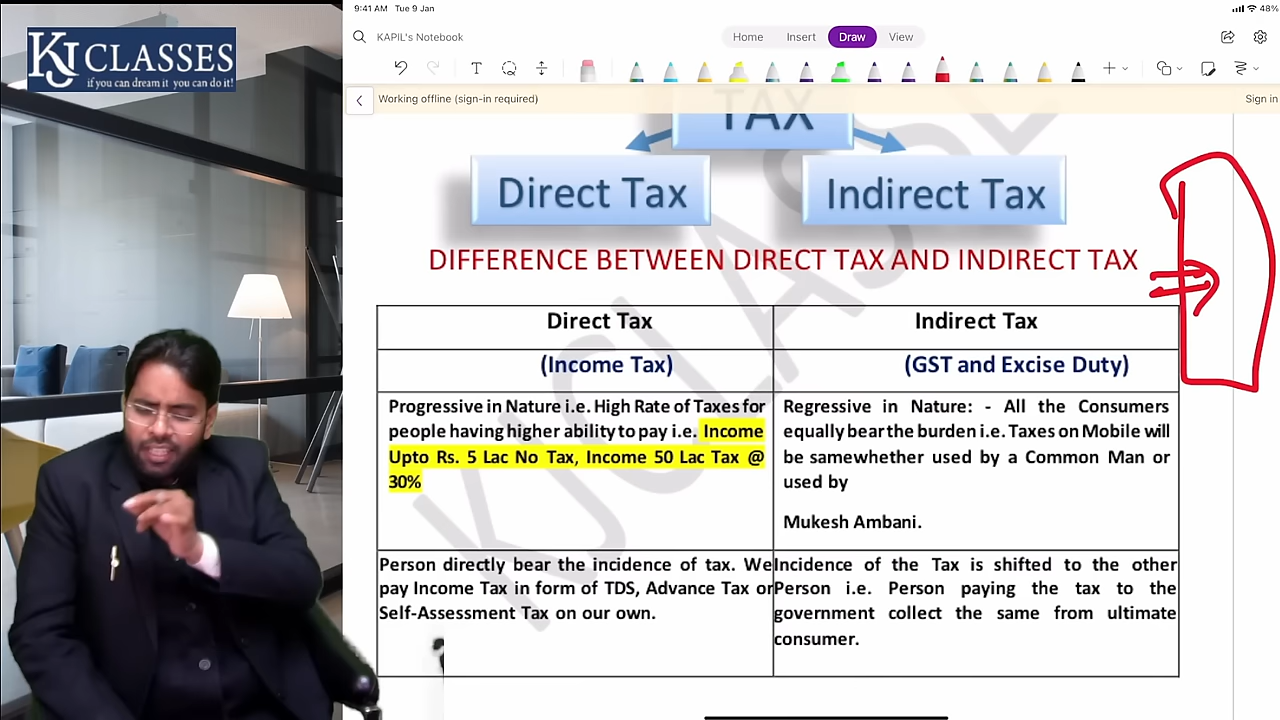 9:41 AM Tue 9 Jan
48%
KJ CLASSES
if you can dream it you can do it!
KAPIL's Notebook
Home Insert Draw View
Working offline (sign-in required)
Sign in
TAX
Direct Tax
Indirect Tax
DIFFERENCE BETWEEN DIRECT TAX AND INDIRECT TAX
Direct Tax
Indirect Tax
(Income Tax)
(GST and Excise Duty)
Progressive in Nature i.e. High Rate of Taxes for
people having higher ability to pay i.e. Income
Upto Rs. 5 Lac No Tax, Income 50 Lac Tax @
30%
Regressive in Nature: - All the Consumers
equally bear the burden i.e. Taxes on Mobile will
be samewhether used by a Common Man or
used by
Mukesh Ambani.
Person directly bear the incidence of tax. We
pay Income Tax in form of TDS, Advance Tax or
Self-Assessment Tax on our own.
Incidence of the Tax is shifted to the other
Person i.e. Person paying the tax to the
government collect the same from ultimate
consumer.
KJ CLASSE